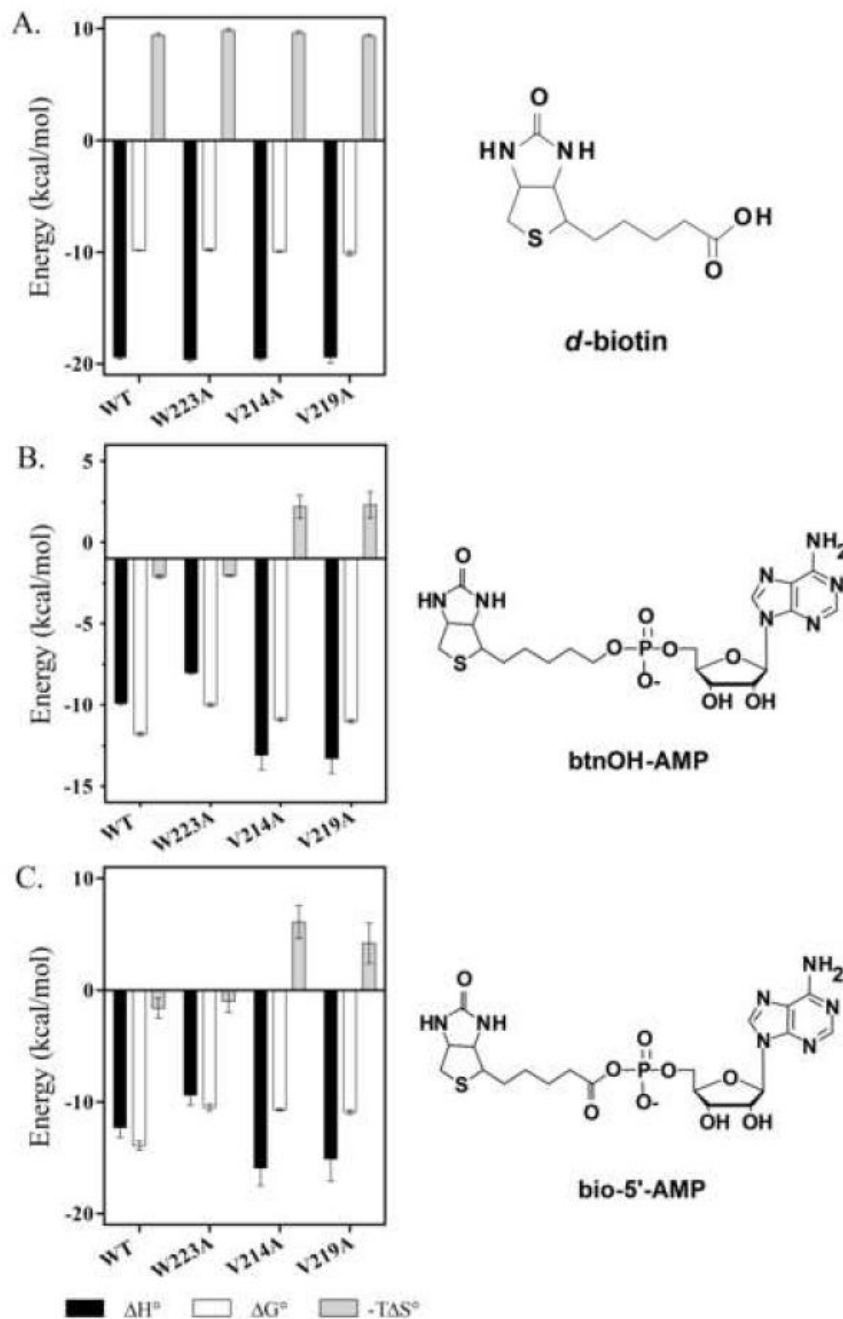 A.
Energy (kcal/mol)
10
0
-10
-20
WT
W223A
V214A
V219A
O
HN
NH
S
OH
O
d-biotin
B.
Energy (kcal/mol)
5
0
-5
-10
-15
WT
W223A
V214A
V219A
O
HN
NH
S
O
P
O
O
O-
O
OH
OH
N
N
N
N
NH2
btnOH-AMP
C.
Energy (kcal/mol)
10
0
-10
-20
WT
W223A
V214A
V219A
O
HN
NH
S
O
O
P
O
O
O-
O
OH
OH
N
N
N
N
NH2
bio-5'-AMP
ΔH° ΔG° -TΔS°